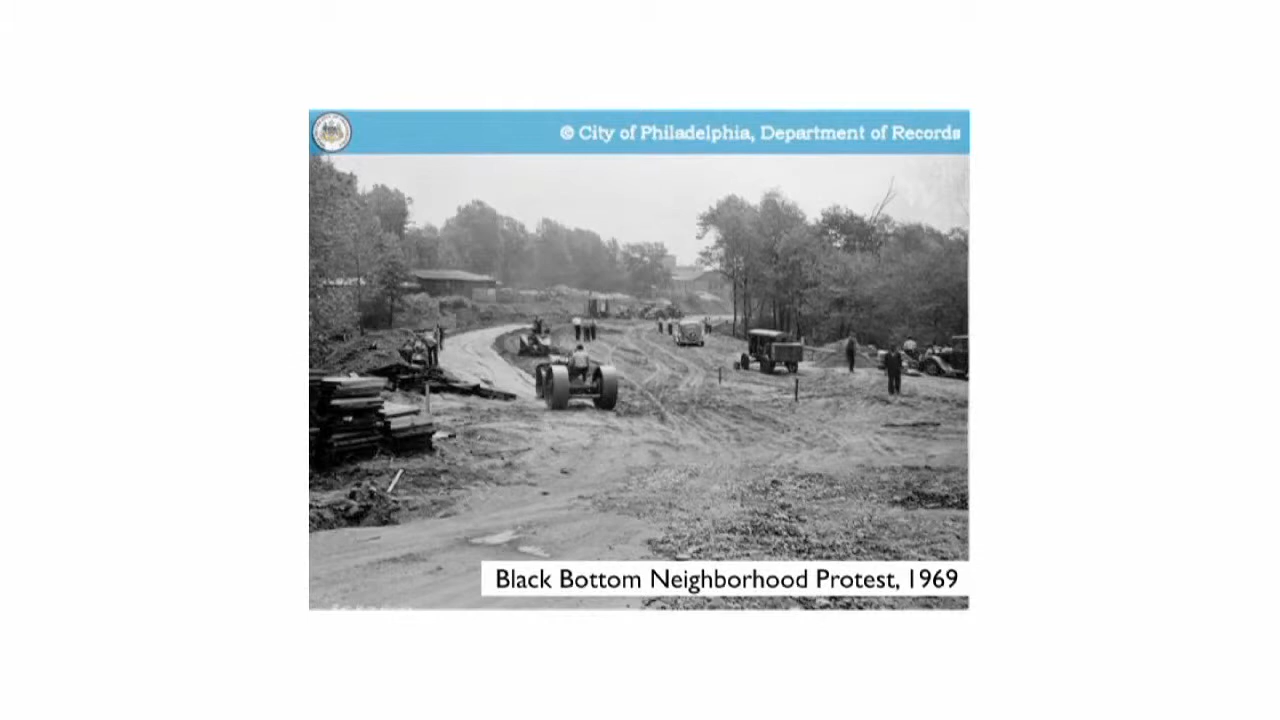 © City of Philadelphia, Department of Records
Black Bottom Neighborhood Protest, 1969